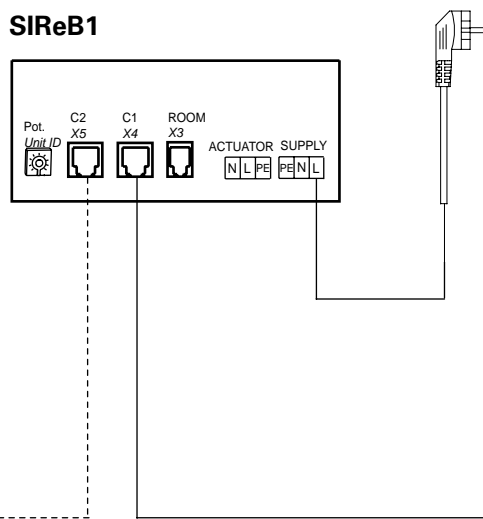 SIReB1
Pot.
Unit ID
C2
X5
C1
X4
ROOM
X3
ACTUATOR SUPPLY
N L PE PE N L